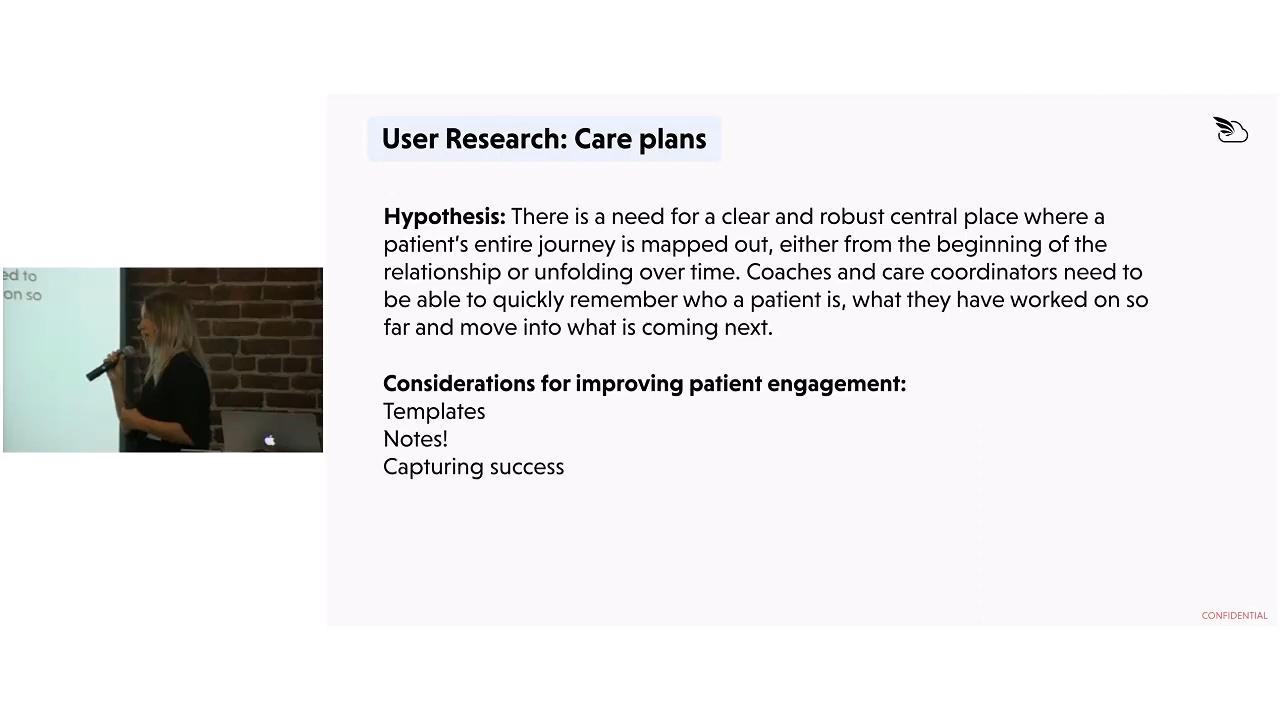 User Research: Care plans
Hypothesis: There is a need for a clear and robust central place where a
patient's entire journey is mapped out, either from the beginning of the
relationship or unfolding over time. Coaches and care coordinators need to
be able to quickly remember who a patient is, what they have worked on so
far and move into what is coming next.
Considerations for improving patient engagement:
Templates
Notes!
Capturing success
CONFIDENTIAL
ed to
on so